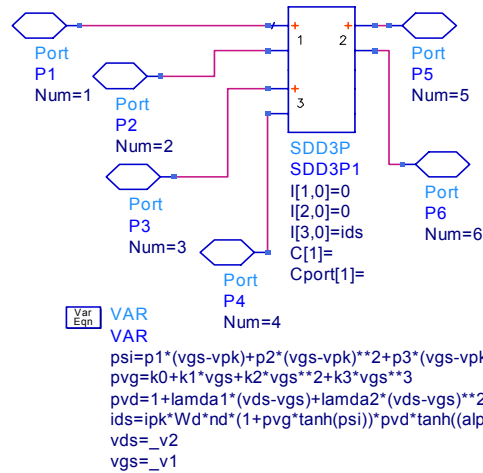 Port
P1
Num=1
Port
P2
Num=2
Port
P3
Num=3
Port
P4
Num=4
1
2
3
SDD3P
SDD3P1
I[1,0]=0
I[2,0]=0
I[3,0]=ids
C[1]=
Cport[1]=
Port
P5
Num=5
Port
P6
Num=6
Var
Eqn
VAR
VAR
psi=p1*(vgs-vpk)+p2*(vgs-vpk)**2+p3*(vgs-vpk
pvg=k0+k1*vgs+k2*vgs**2+k3*vgs**3
pvd=1+lamda1*(vds-vgs)+lamda2*(vds-vgs)**2
ids=ipk*Wd*nd*(1+pvg*tanh(psi))*pvd*tanh((alp
vds=_v2
vgs=_v1